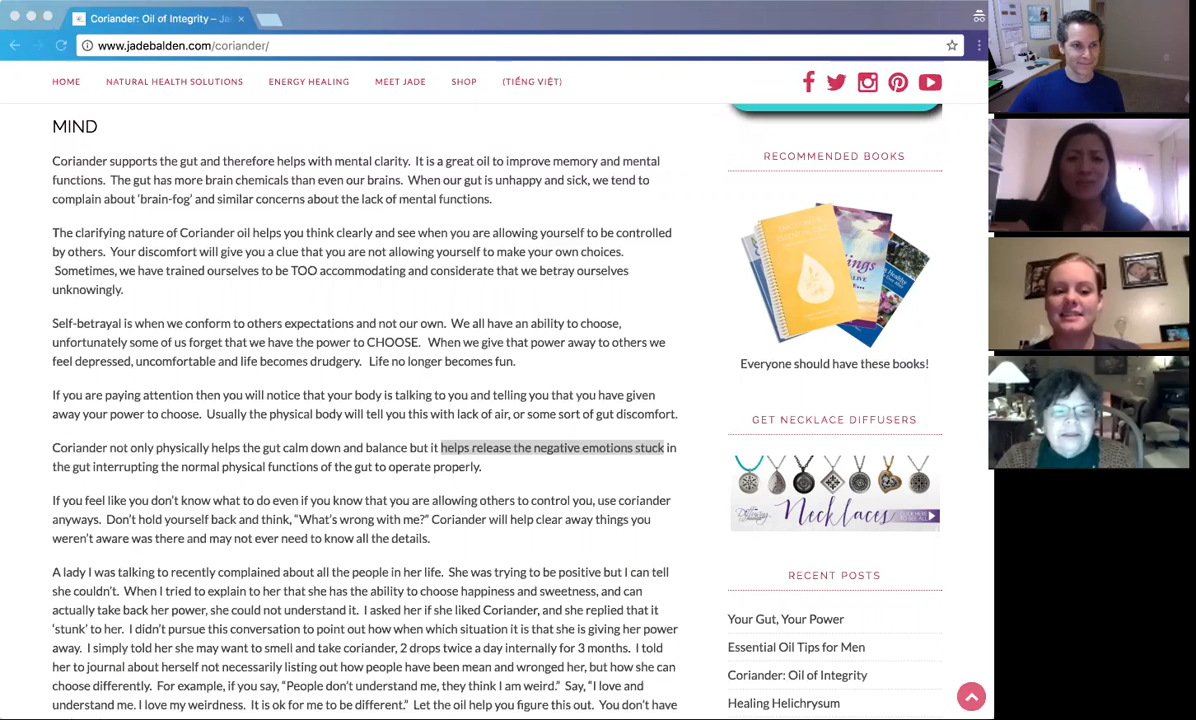 Coriander: Oil of Integrity – Ja
www.jadebalden.com/coriander/
HOME NATURAL HEALTH SOLUTIONS ENERGY HEALING MEET JADE SHOP (TIẾNG VIỆT)
MIND
Coriander supports the gut and therefore helps with mental clarity. It is a great oil to improve memory and mental
functions. The gut has more brain chemicals than even our brains. When our gut is unhappy and sick, we tend to
complain about ‘brain-fog’ and similar concerns about the lack of mental functions.
The clarifying nature of Coriander oil helps you think clearly and see when you are allowing yourself to be controlled
by others. Your discomfort will give you a clue that you are not allowing yourself to make your own choices.
Sometimes, we have trained ourselves to be TOO accommodating and considerate that we betray ourselves
unknowingly.
Self-betrayal is when we conform to others expectations and not our own. We all have an ability to choose,
unfortunately some of us forget that we have the power to CHOOSE. When we give that power away to others we
feel depressed, uncomfortable and life becomes drudgery. Life no longer becomes fun.
If you are paying attention then you will notice that your body is talking to you and telling you that you have given
away your power to choose. Usually the physical body will tell you this with lack of air, or some sort of gut discomfort.
Coriander not only physically helps the gut calm down and balance but it helps release the negative emotions stuck in
the gut interrupting the normal physical functions of the gut to operate properly.
If you feel like you don’t know what to do even if you know that you are allowing others to control you, use coriander
anyways. Don’t hold yourself back and think, “What’s wrong with me?” Coriander will help clear away things you
weren’t aware was there and may not ever need to know all the details.
A lady I was talking to recently complained about all the people in her life. She was trying to be positive but I can tell
she couldn’t. When I tried to explain to her that she has the ability to choose happiness and sweetness, and can
actually take back her power, she could not understand it. I asked her if she liked Coriander, and she replied that it
‘stunk’ to her. I didn’t pursue this conversation to point out how when which situation it is that she is giving her power
away. I simply told her she may want to smell and take coriander, 2 drops twice a day internally for 3 months. I told
her to journal about herself not necessarily listing out how people have been mean and wronged her, but how she can
choose differently. For example, if you say, “People don’t understand me, they think I am weird.” Say, “I love and
understand me. I love my weirdness. It is ok for me to be different.” Let the oil help you figure this out. You don’t have
RECOMMENDED BOOKS
Everyone should have these books!
GET NECKLACE DIFFUSERS
Necklaces
RECENT POSTS
Your Gut, Your Power
Essential Oil Tips for Men
Coriander: Oil of Integrity
Healing Helichrysum